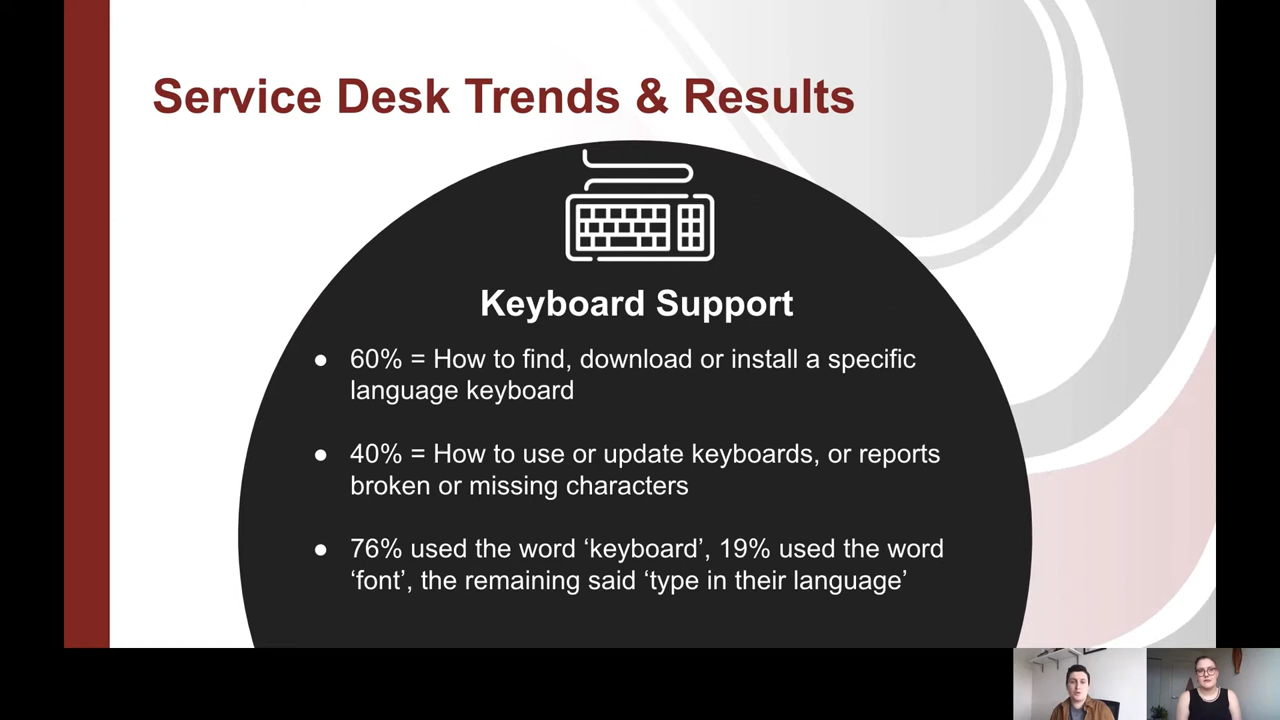 Service Desk Trends & Results
Keyboard Support
● 60% = How to find, download or install a specific
language keyboard
● 40% = How to use or update keyboards, or reports
broken or missing characters
● 76% used the word ‘keyboard’, 19% used the word
‘font’, the remaining said ‘type in their language’